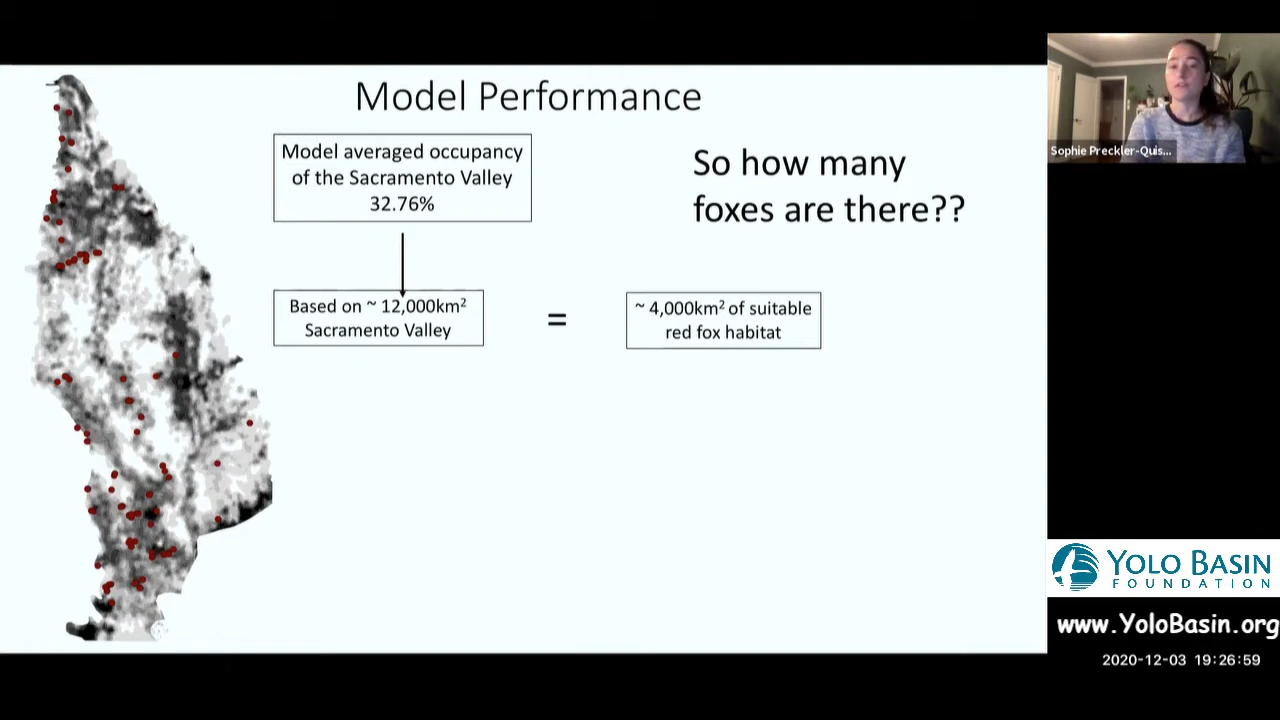 Model Performance
Model averaged occupancy
of the Sacramento Valley
32.76%
So how many
foxes are there??
Based on ~ 12,000km²
Sacramento Valley
=
~ 4,000km² of suitable
red fox habitat
Sophie Preckler-Quis...
YOLO BASIN
FOUNDATION
www.YoloBasin.org
2020-12-03 19:26:59